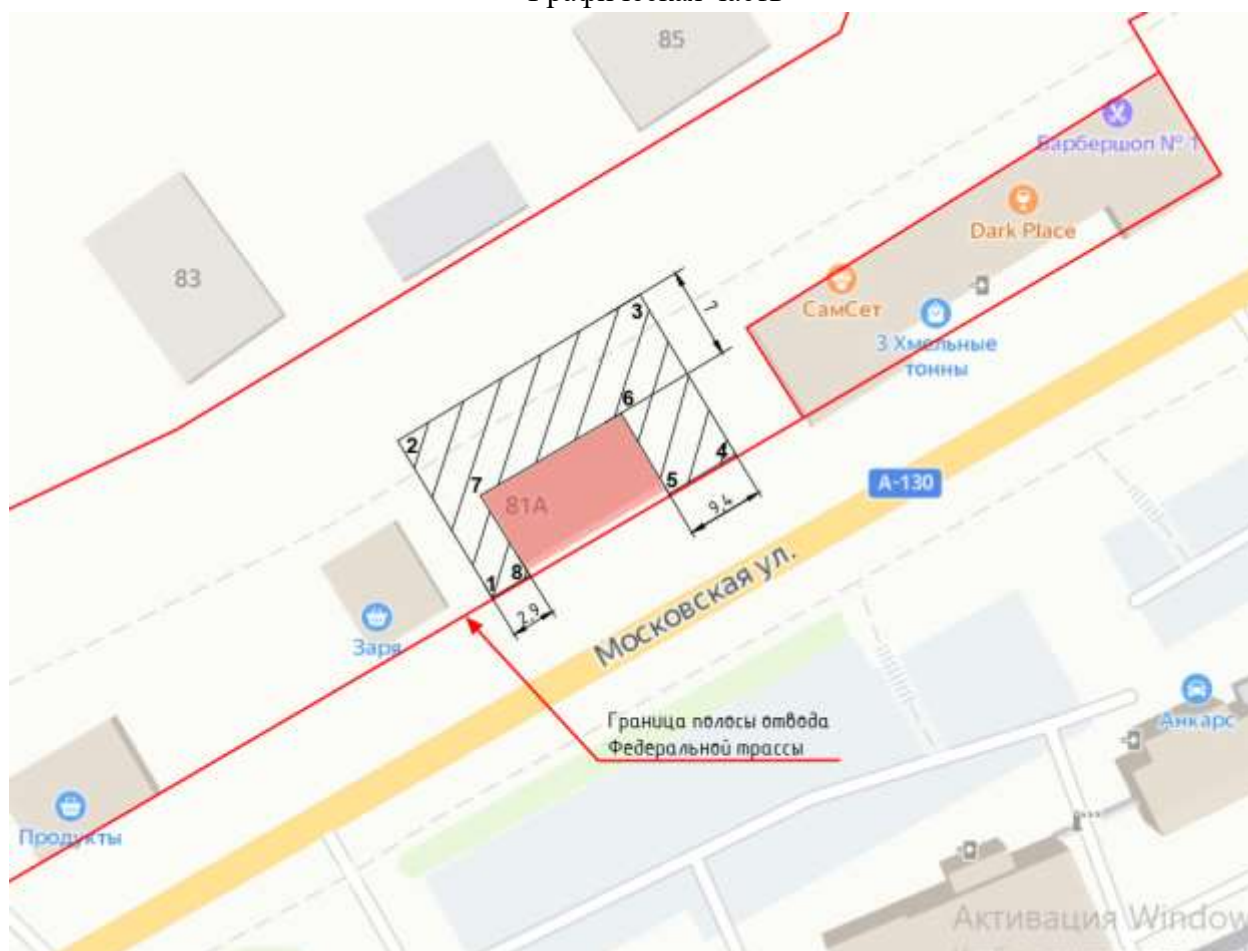 Графическая часть
85
Барбершоп № 1
83
Dark Place
СамСет
3 Хмельные
тонны
3
7
6
2
4
7
81А
5
А-130
9,4
1
8
2,9
Заря
Московская ул.
Граница полосы отвода
Федеральной трассы
Анкарс
Продукты
Активация Window